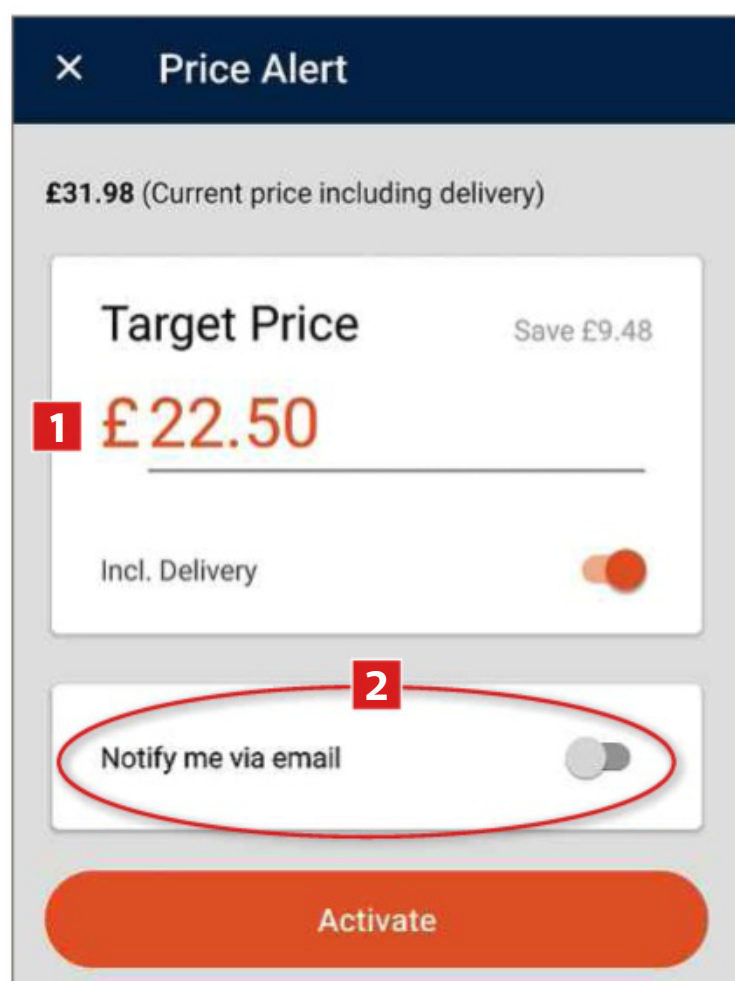 × Price Alert
£31.98 (Current price including delivery)
Target Price Save £9.48
1 £22.50
Incl. Delivery
2
Notify me via email
Activate